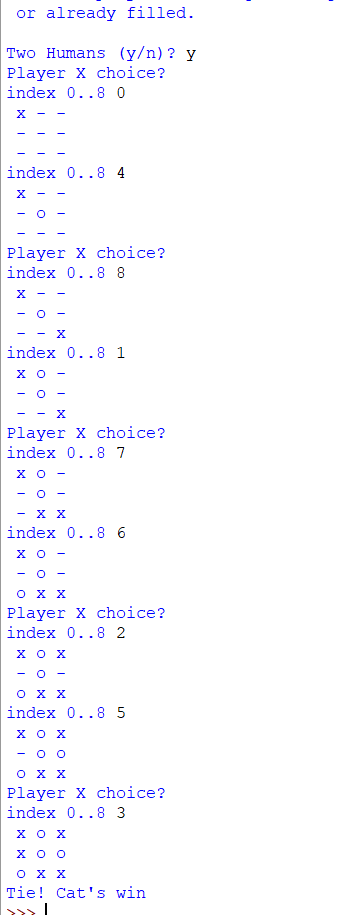 or already filled.
Two Humans (y/n)? y
Player X choice?
index 0..8 0
x - -
- - -
- - -
index 0..8 4
x - -
- o -
- - -
Player X choice?
index 0..8 8
x - -
- o -
- - x
index 0..8 1
x o -
- o -
- - x
Player X choice?
index 0..8 7
x o -
- o -
- x x
index 0..8 6
x o -
- o -
o x x
Player X choice?
index 0..8 2
x o x
- o -
o x x
index 0..8 5
x o x
- o o
o x x
Player X choice?
index 0..8 3
x o x
x o o
o x x
Tie! Cat's win
>>>